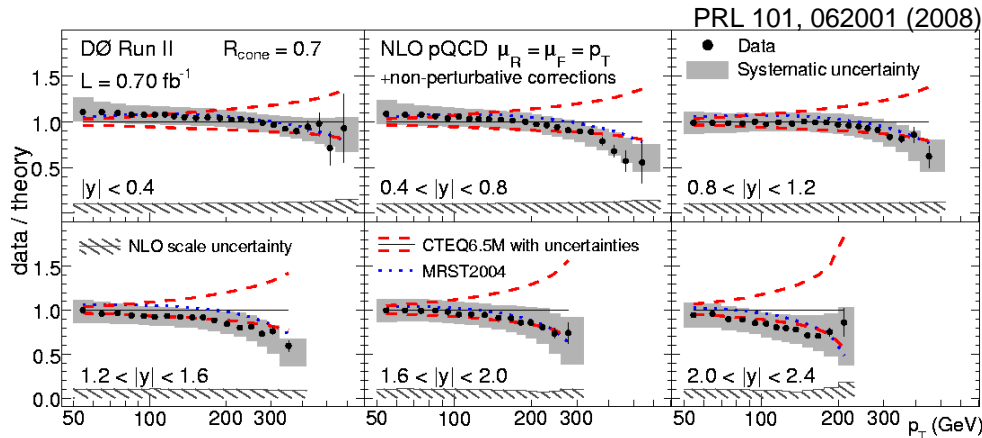 PRL 101, 062001 (2008)
DØ Run II
R_cone = 0.7
L = 0.70 fb⁻¹
NLO pQCD μ_R = μ_F = p_T
+non-perturbative corrections
Data
Systematic uncertainty
1.5
1.0
0.5
0.0
|y| < 0.4
0.4 < |y| < 0.8
0.8 < |y| < 1.2
data / theory
NLO scale uncertainty
CTEQ6.5M with uncertainties
MRST2004
1.5
1.0
0.5
0.0
1.2 < |y| < 1.6
1.6 < |y| < 2.0
2.0 < |y| < 2.4
50 100 200 300 50 100 200 300 50 100 200 300
p_T (GeV)